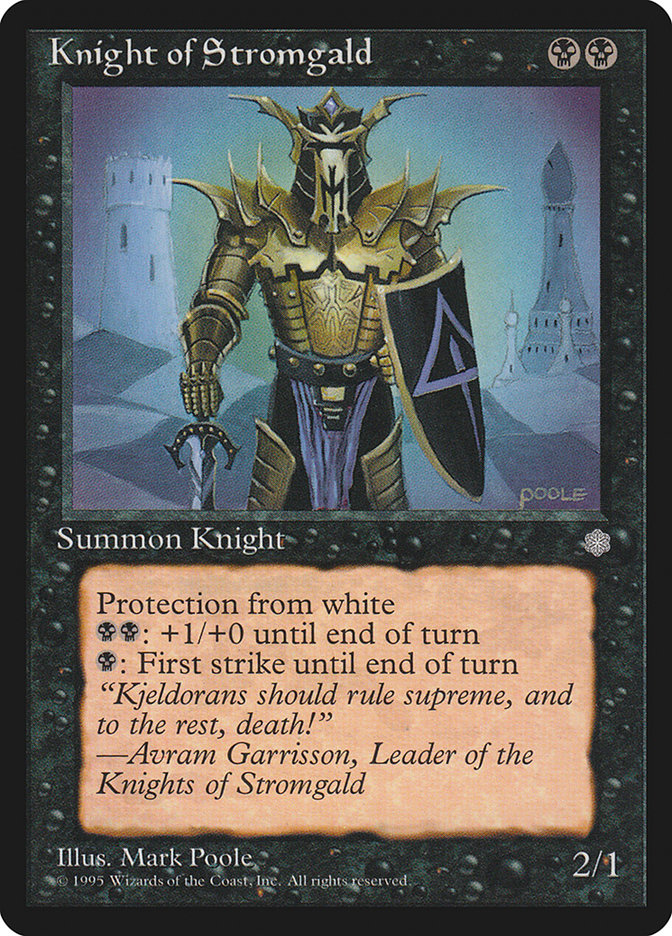 Knight of Stromgald
POOLE
Summon Knight
Protection from white
: +1/+0 until end of turn
: First strike until end of turn
“Kjeldorans should rule supreme, and
to the rest, death!”
—Avram Garrisson, Leader of the
Knights of Stromgald
Illus. Mark Poole
2/1
© 1995 Wizards of the Coast, Inc. All rights reserved.